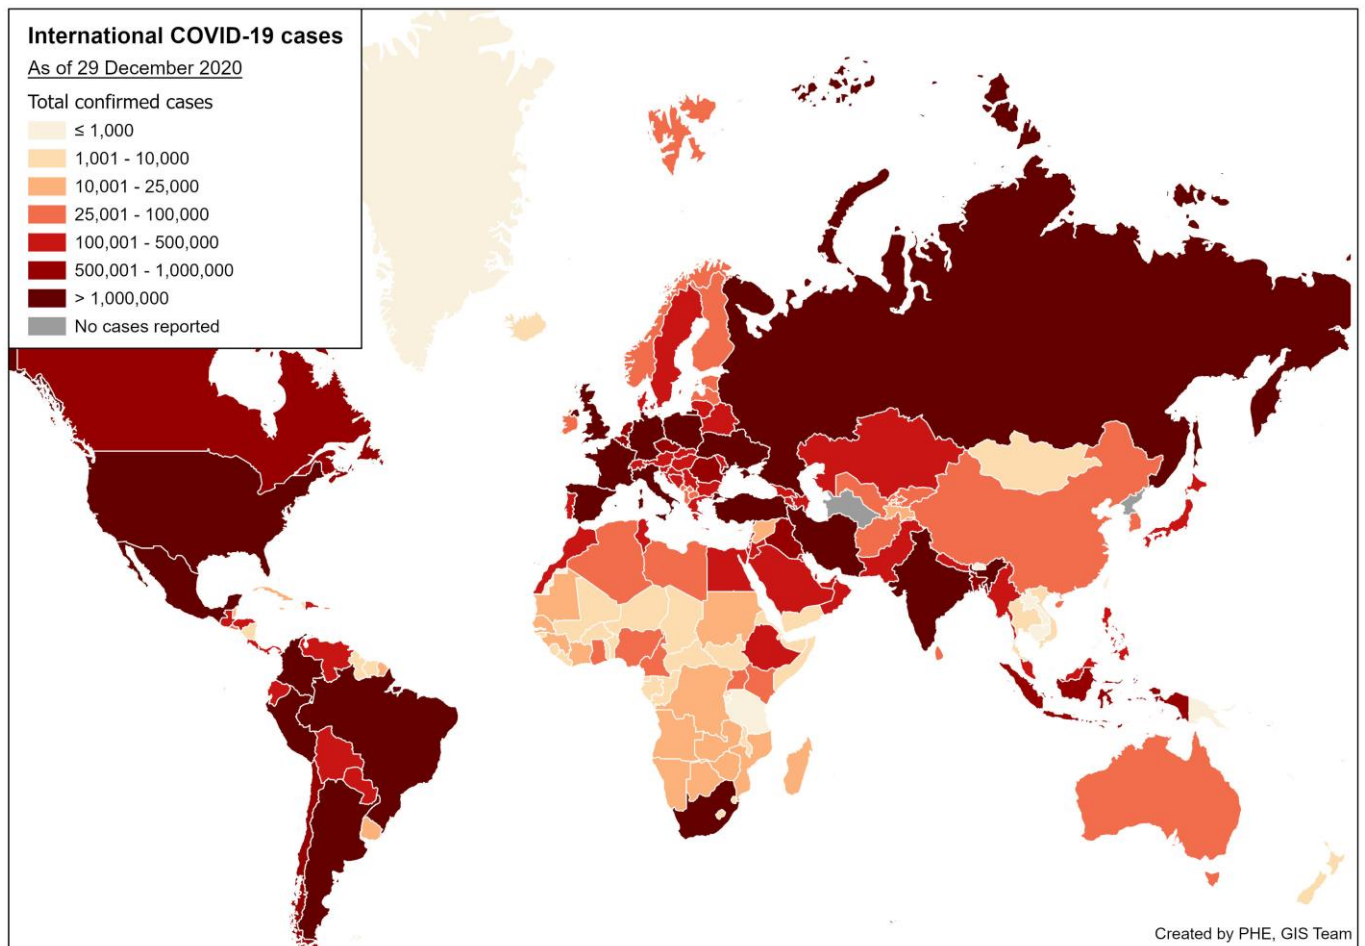 International COVID-19 cases
As of 29 December 2020
Total confirmed cases
≤ 1,000
1,001 - 10,000
10,001 - 25,000
25,001 - 100,000
100,001 - 500,000
500,001 - 1,000,000
> 1,000,000
No cases reported
Created by PHE, GIS Team